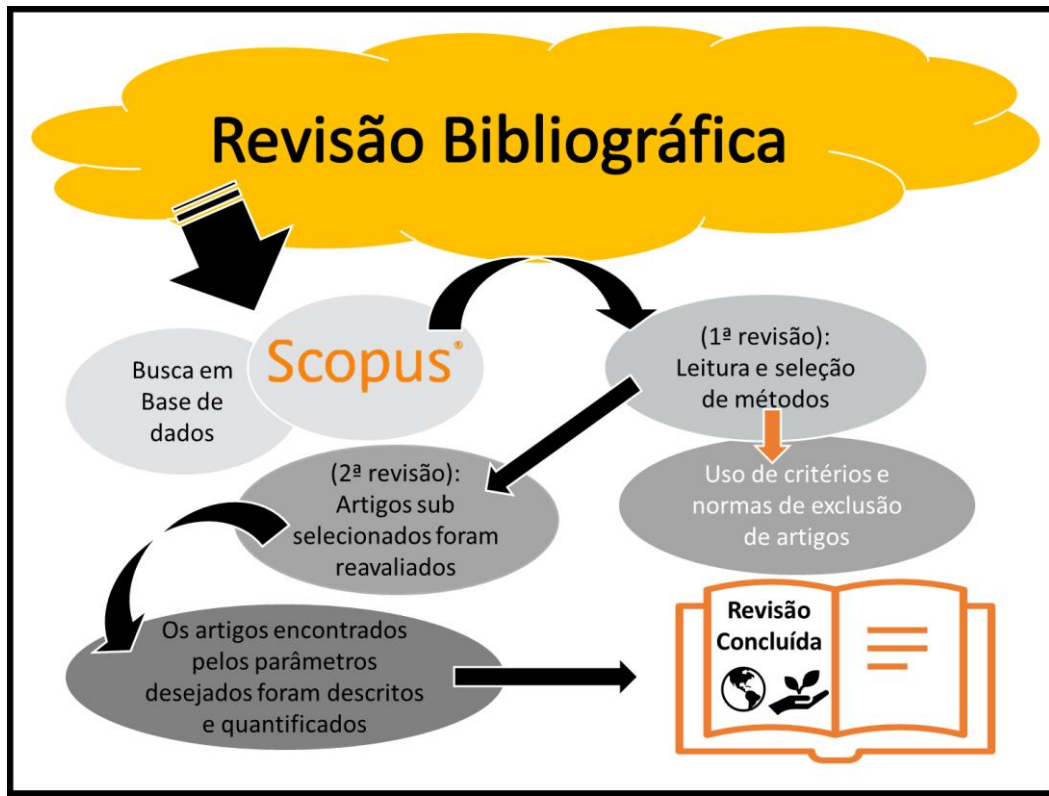 Revisão Bibliográfica
Busca em
Base de
dados
Scopus®
(1ª revisão):
Leitura e seleção
de métodos
Uso de critérios e
normas de exclusão
de artigos
(2ª revisão):
Artigos sub
selecionados foram
reavaliados
Os artigos encontrados
pelos parâmetros
desejados foram descritos
e quantificados
Revisão
Concluída